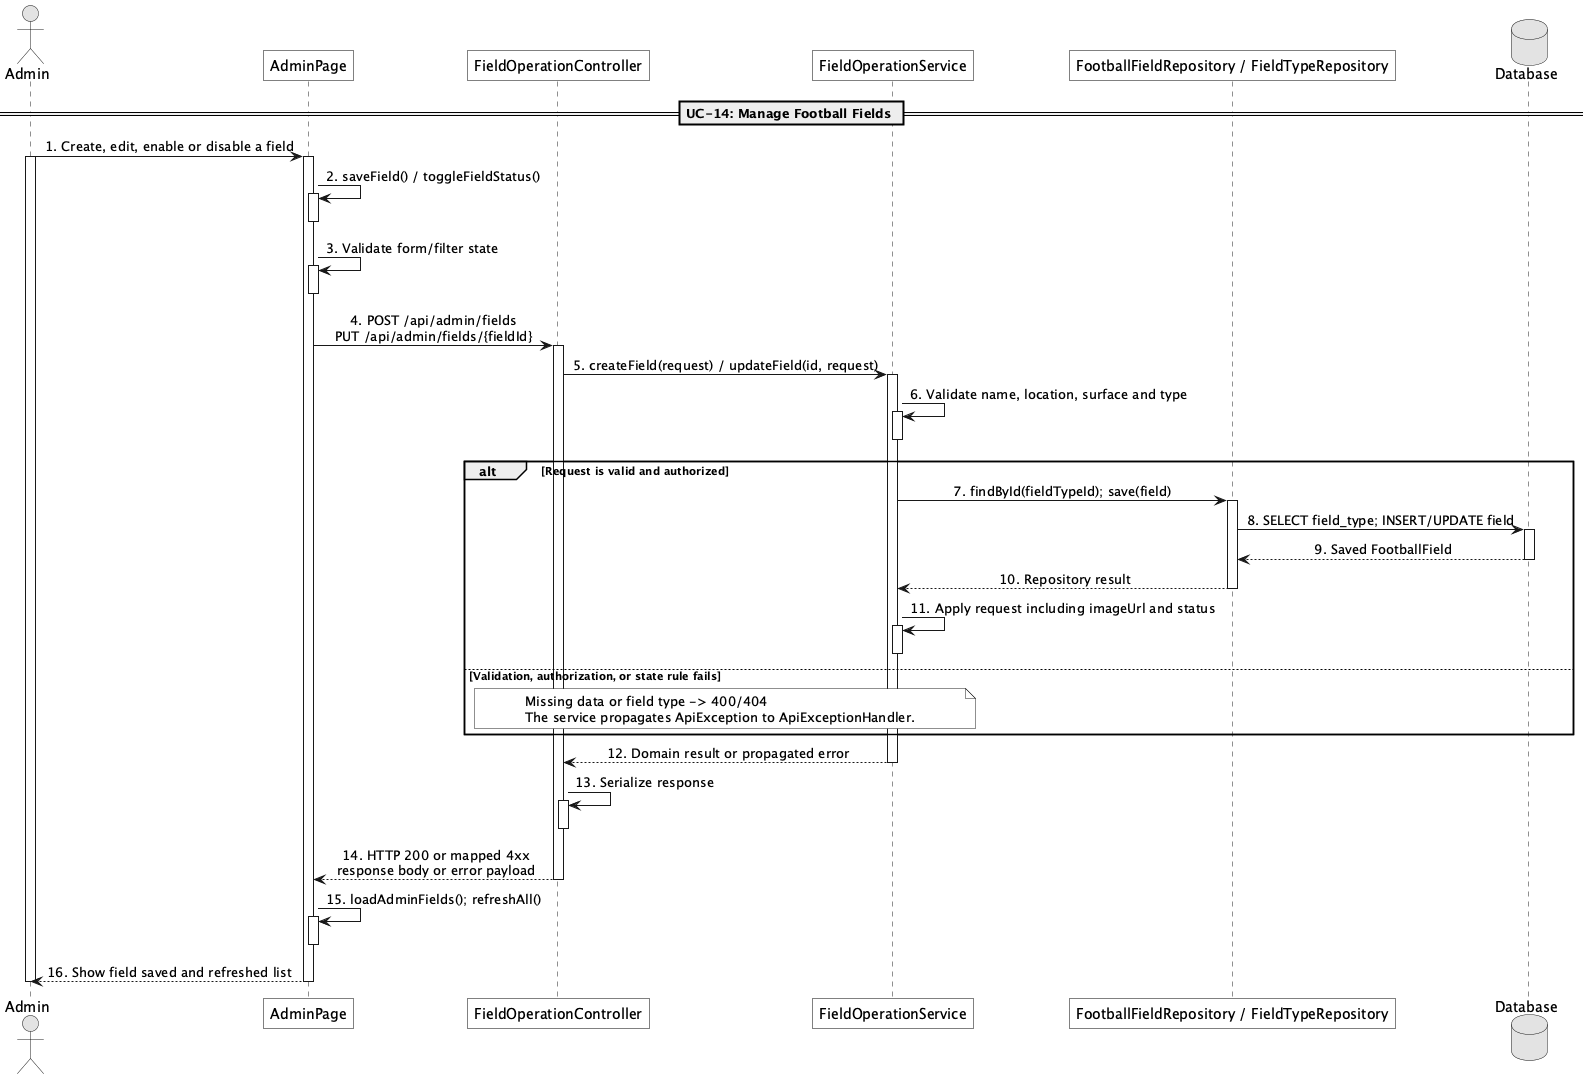 Admin
AdminPage
FieldOperationController
FieldOperationService
FootballFieldRepository / FieldTypeRepository
Database
UC-14: Manage Football Fields
1. Create, edit, enable or disable a field
2. saveField() / toggleFieldStatus()
3. Validate form/filter state
4. POST /api/admin/fields
PUT /api/admin/fields/{fieldId}
5. createField(request) / updateField(id, request)
6. Validate name, location, surface and type
alt
[Request is valid and authorized]
7. findById(fieldTypeId); save(field)
8. SELECT field_type; INSERT/UPDATE field
9. Saved FootballField
10. Repository result
11. Apply request including imageUrl and status
[Validation, authorization, or state rule fails]
Missing data or field type -> 400/404
The service propagates ApiException to ApiExceptionHandler.
12. Domain result or propagated error
13. Serialize response
14. HTTP 200 or mapped 4xx
response body or error payload
15. loadAdminFields(); refreshAll()
16. Show field saved and refreshed list
Admin
AdminPage
FieldOperationController
FieldOperationService
FootballFieldRepository / FieldTypeRepository
Database